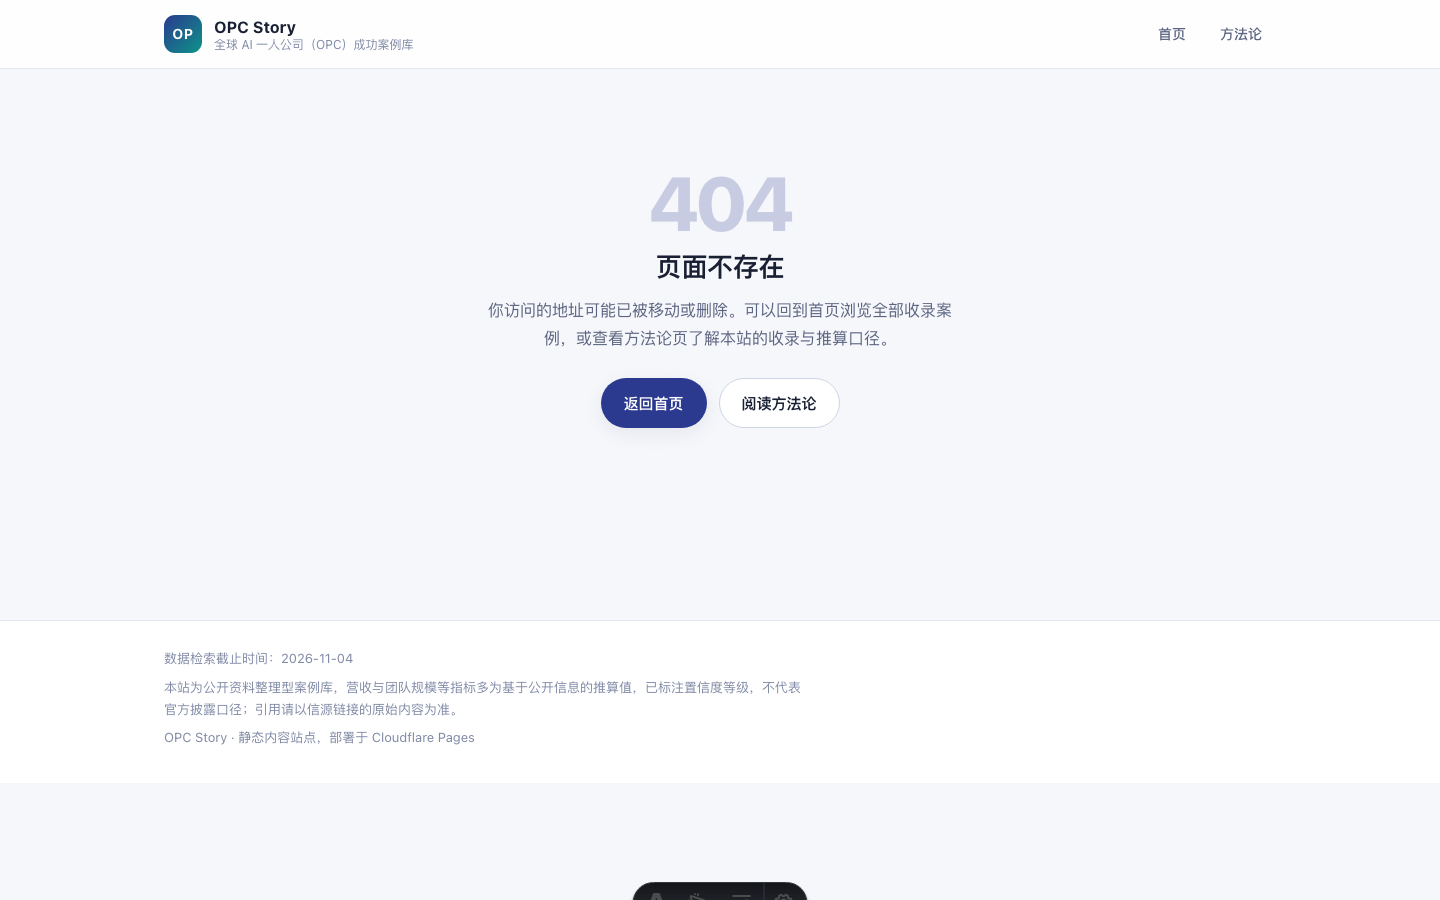 OP
OPC Story
全球 AI 一人公司（OPC）成功案例库
首页
方法论
404
页面不存在
你访问的地址可能已被移动或删除。可以回到首页浏览全部收录案
例，或查看方法论页了解本站的收录与推算口径。
返回首页
阅读方法论
数据检索截止时间：2026-11-04
本站为公开资料整理型案例库，营收与团队规模等指标多为基于公开信息的推算值，已标注置信度等级，不代表
官方披露口径；引用请以信源链接的原始内容为准。
OPC Story · 静态内容站点，部署于 Cloudflare Pages